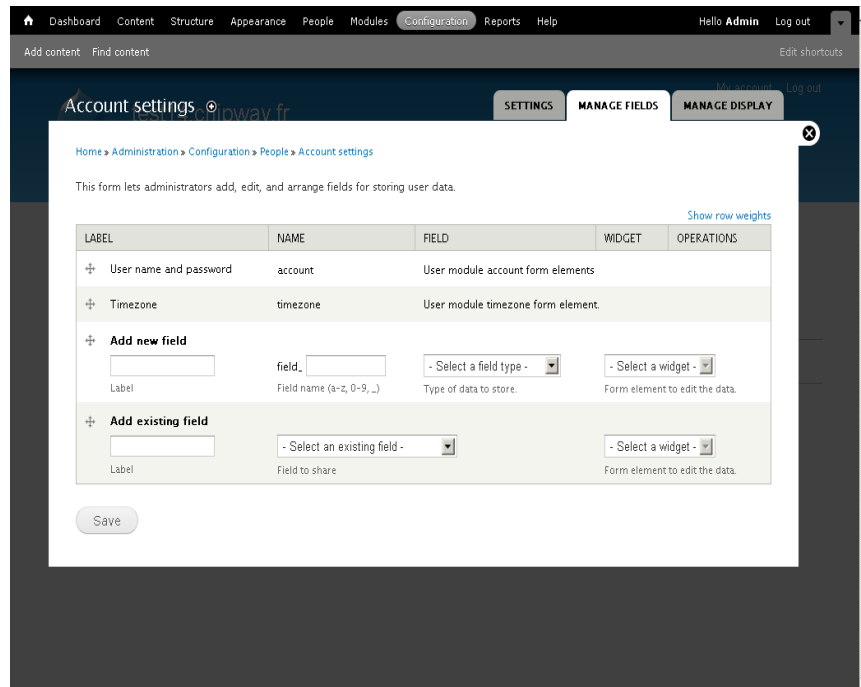 Dashboard Content Structure Appearance People Modules Configuration Reports Help Hello Admin Log out
Add content Find content Edit shortcuts
My account Log out
Account settings
SETTINGS MANAGE FIELDS MANAGE DISPLAY
Home » Administration » Configuration » People » Account settings
This form lets administrators add, edit, and arrange fields for storing user data.
Show row weights
LABEL NAME FIELD WIDGET OPERATIONS
User name and password account User module account form elements
Timezone timezone User module timezone form element.
Add new field
field_ - Select a field type - - Select a widget -
Label Field name (a-z, 0-9, _) Type of data to store. Form element to edit the data.
Add existing field
- Select an existing field - - Select a widget -
Label Field to share Form element to edit the data.
Save